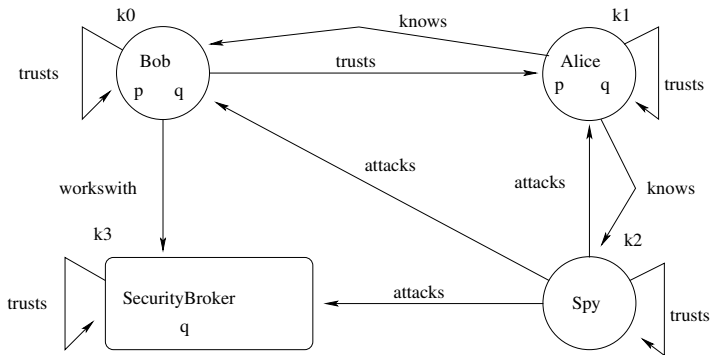 k0
k1
knows
Bob
p q
trusts
trusts
Alice
p q
trusts
attacks
attacks
workswith
knows
k3
k2
SecurityBroker
q
trusts
attacks
Spy
trusts